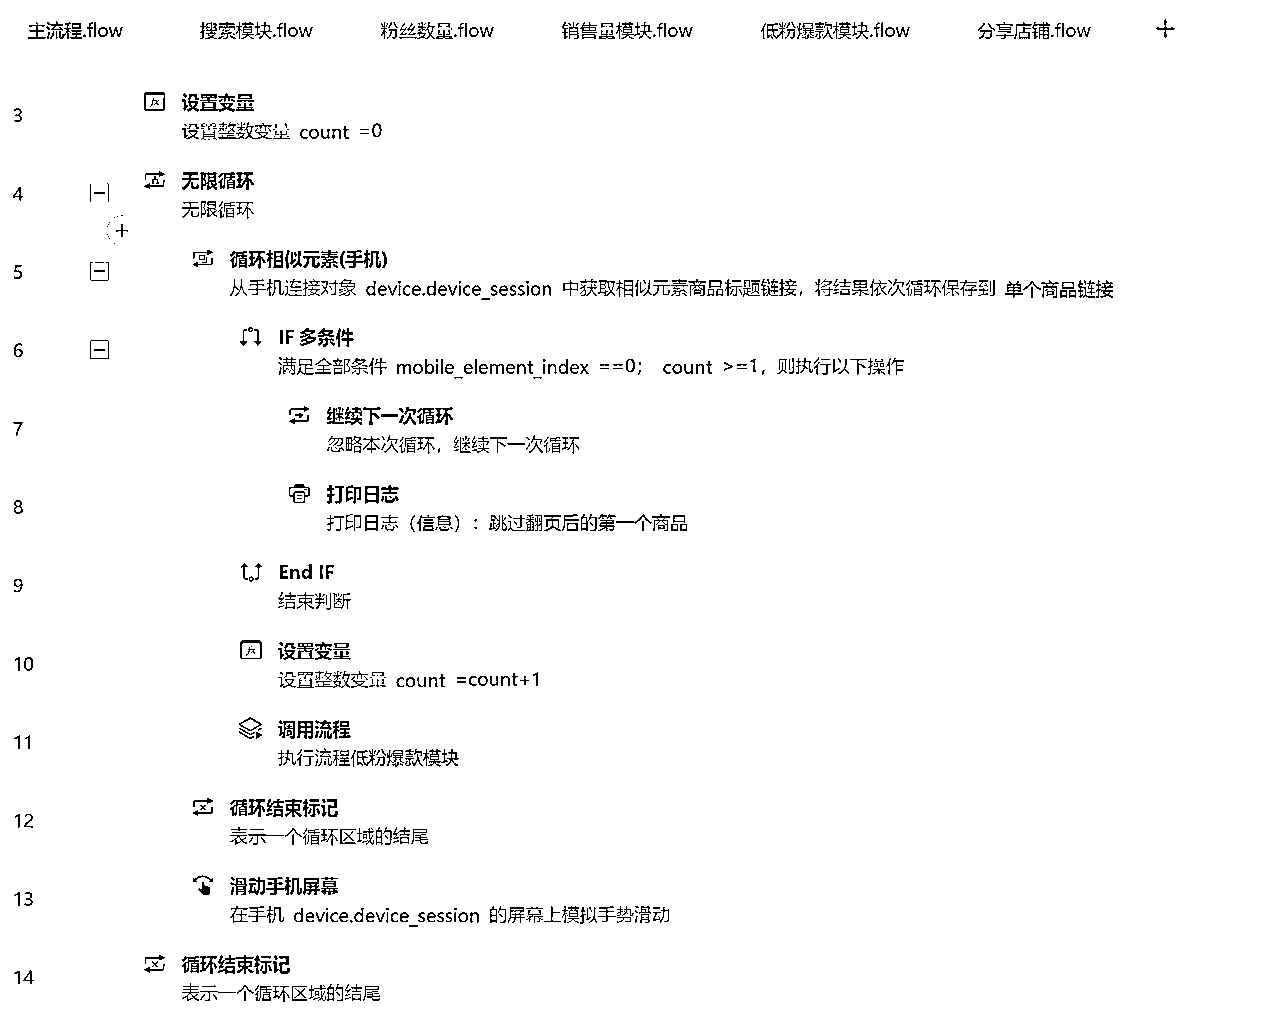 主流程.flow 搜索模块.flow 粉丝数量.flow 销售量模块.flow 低粉爆款模块.flow 分享店铺.flow
3 设置变量
设置整数变量 count =0
4 无限循环
无限循环
5 循环相似元素(手机)
从手机连接对象 device.device_session 中获取相似元素商品标题链接，将结果依次循环保存到 单个商品链接
6 IF 多条件
满足全部条件 mobile_element_index ==0； count >=1，则执行以下操作
7 继续下一次循环
忽略本次循环，继续下一次循环
8 打印日志
打印日志（信息）：跳过翻页后的第一个商品
9 End IF
结束判断
10 设置变量
设置整数变量 count =count+1
11 调用流程
执行流程低粉爆款模块
12 循环结束标记
表示一个循环区域的结尾
13 滑动手机屏幕
在手机 device.device_session 的屏幕上模拟手势滑动
14 循环结束标记
表示一个循环区域的结尾